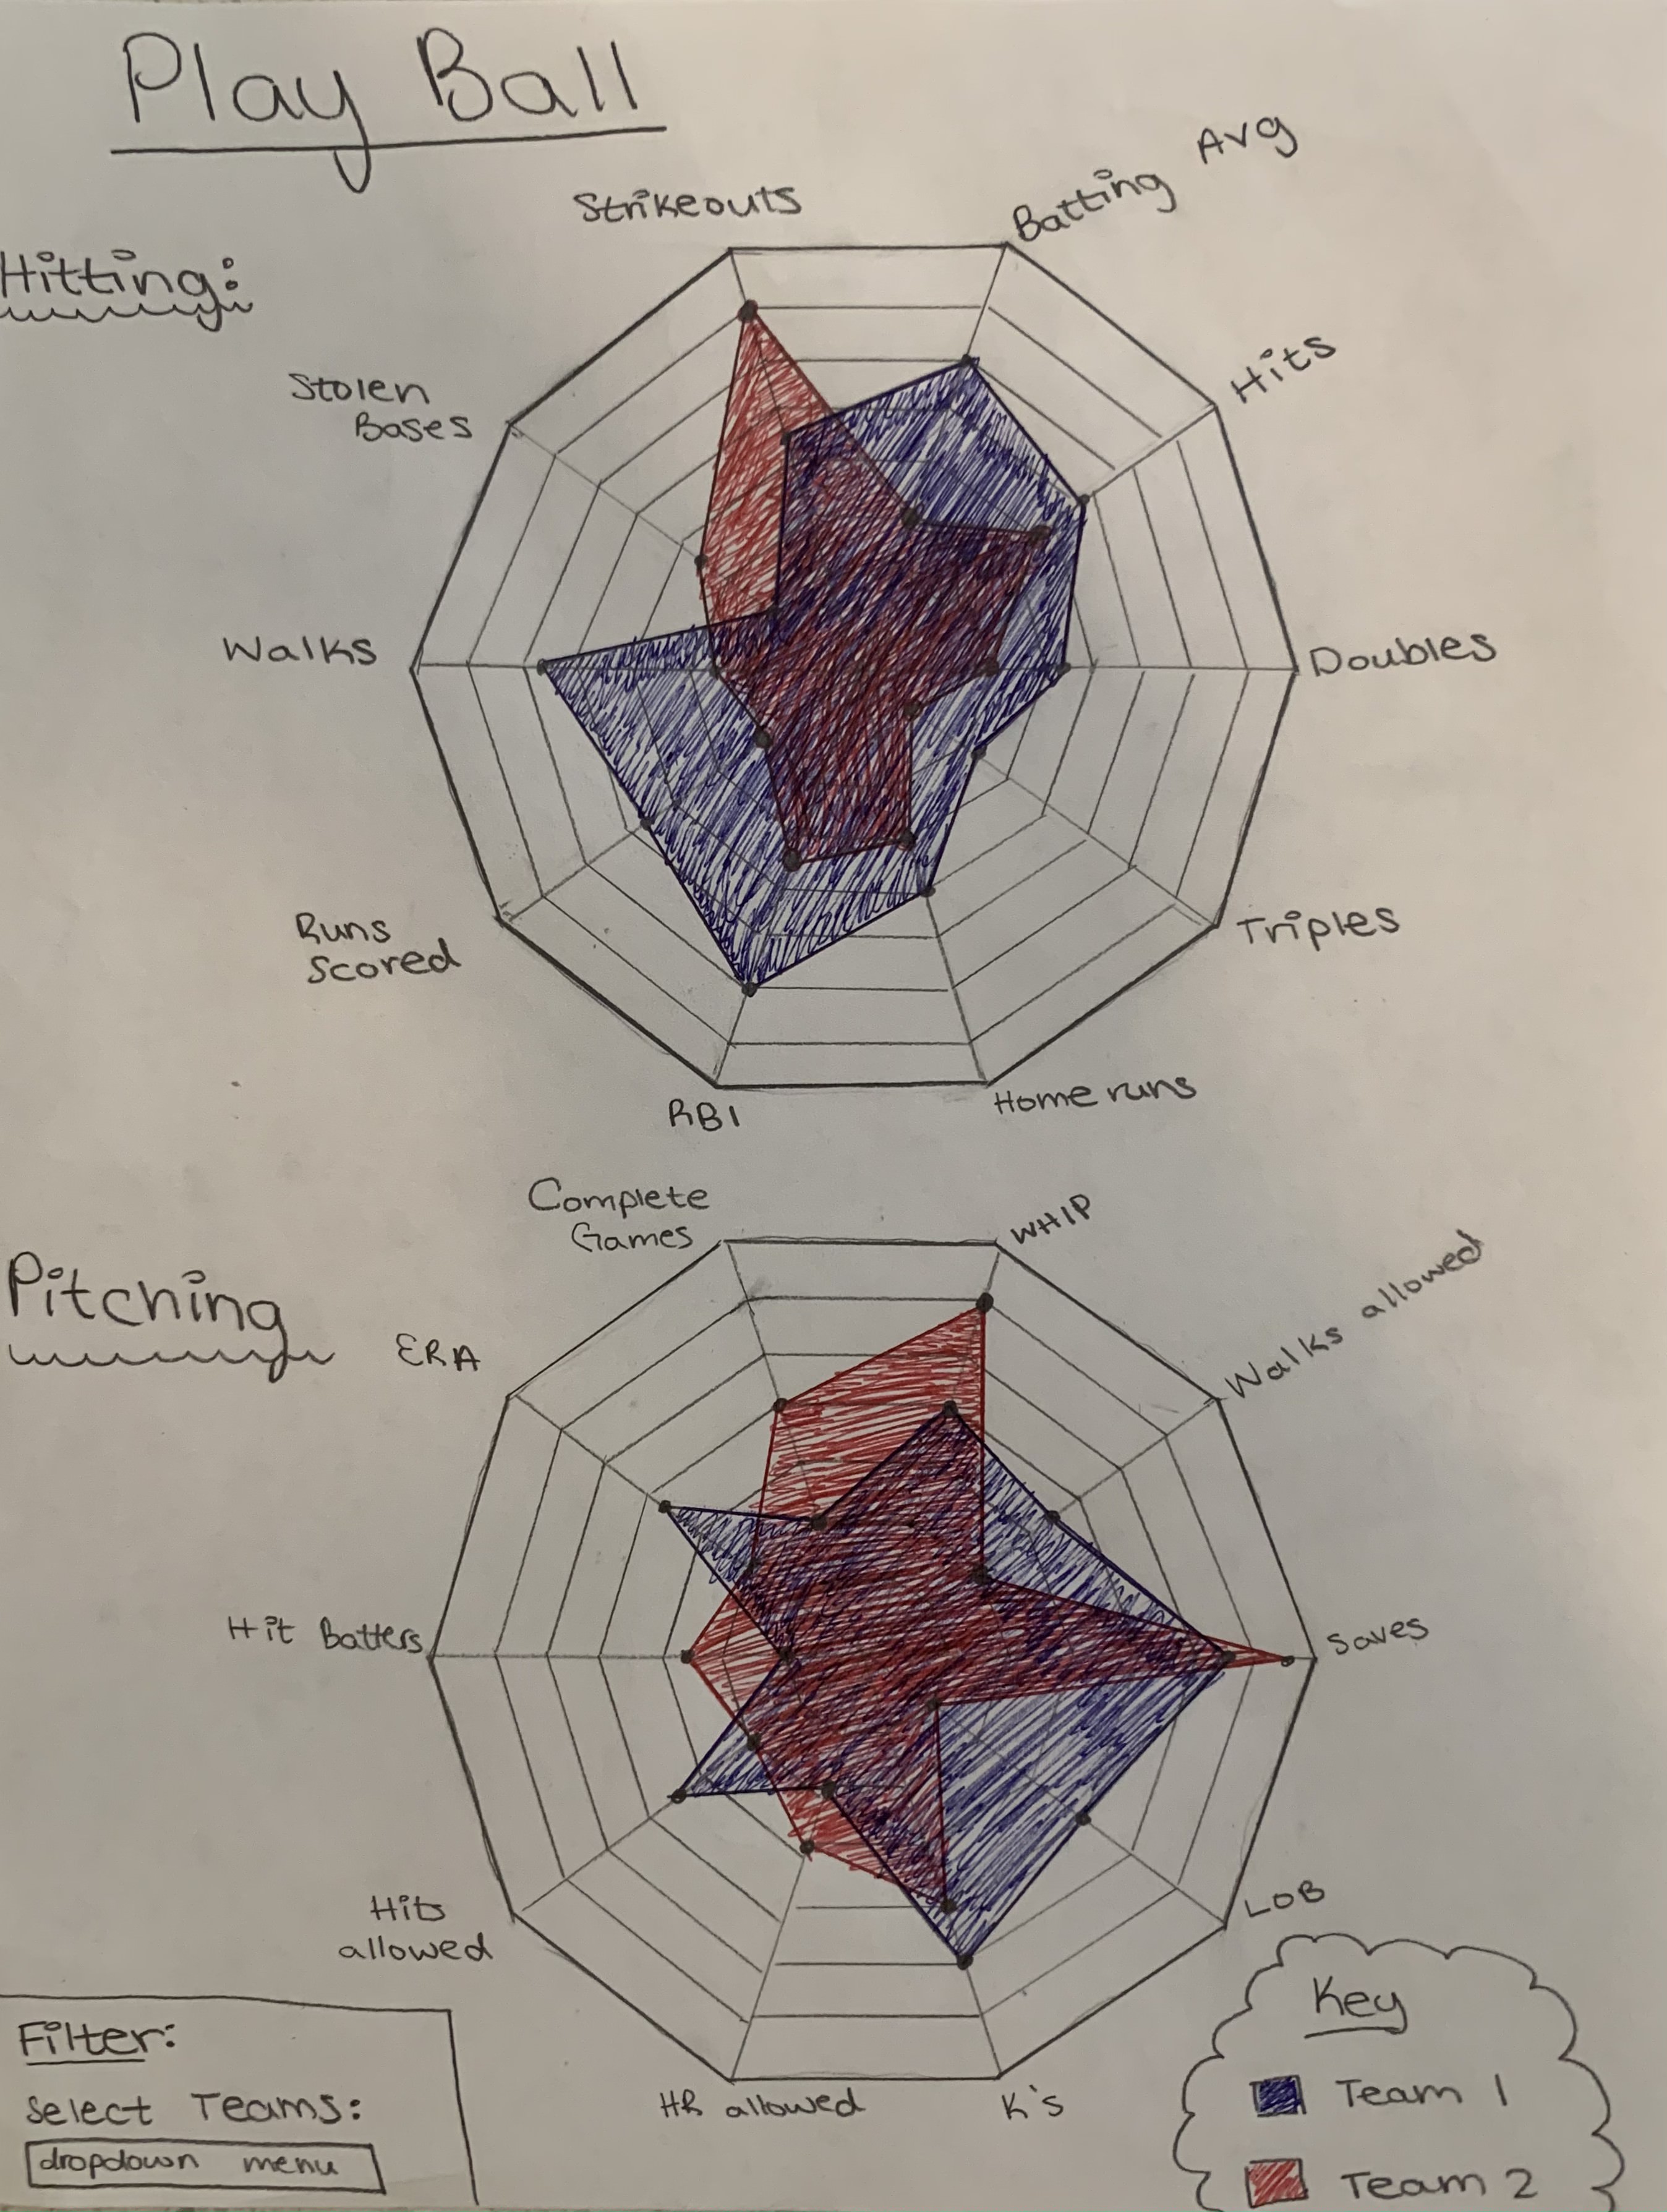 Play Ball
Hitting:
Strikeouts
Batting Avg
Hits
Stolen
Bases
Walks
Doubles
Runs
Scored
Triples
RBI
Home runs
Pitching
Complete
Games
WHIP
Walks allowed
ERA
Hit Batters
Saves
Hits
allowed
LOB
HR allowed
K's
Filter:
Select Teams:
dropdown menu
Key
Team 1
Team 2